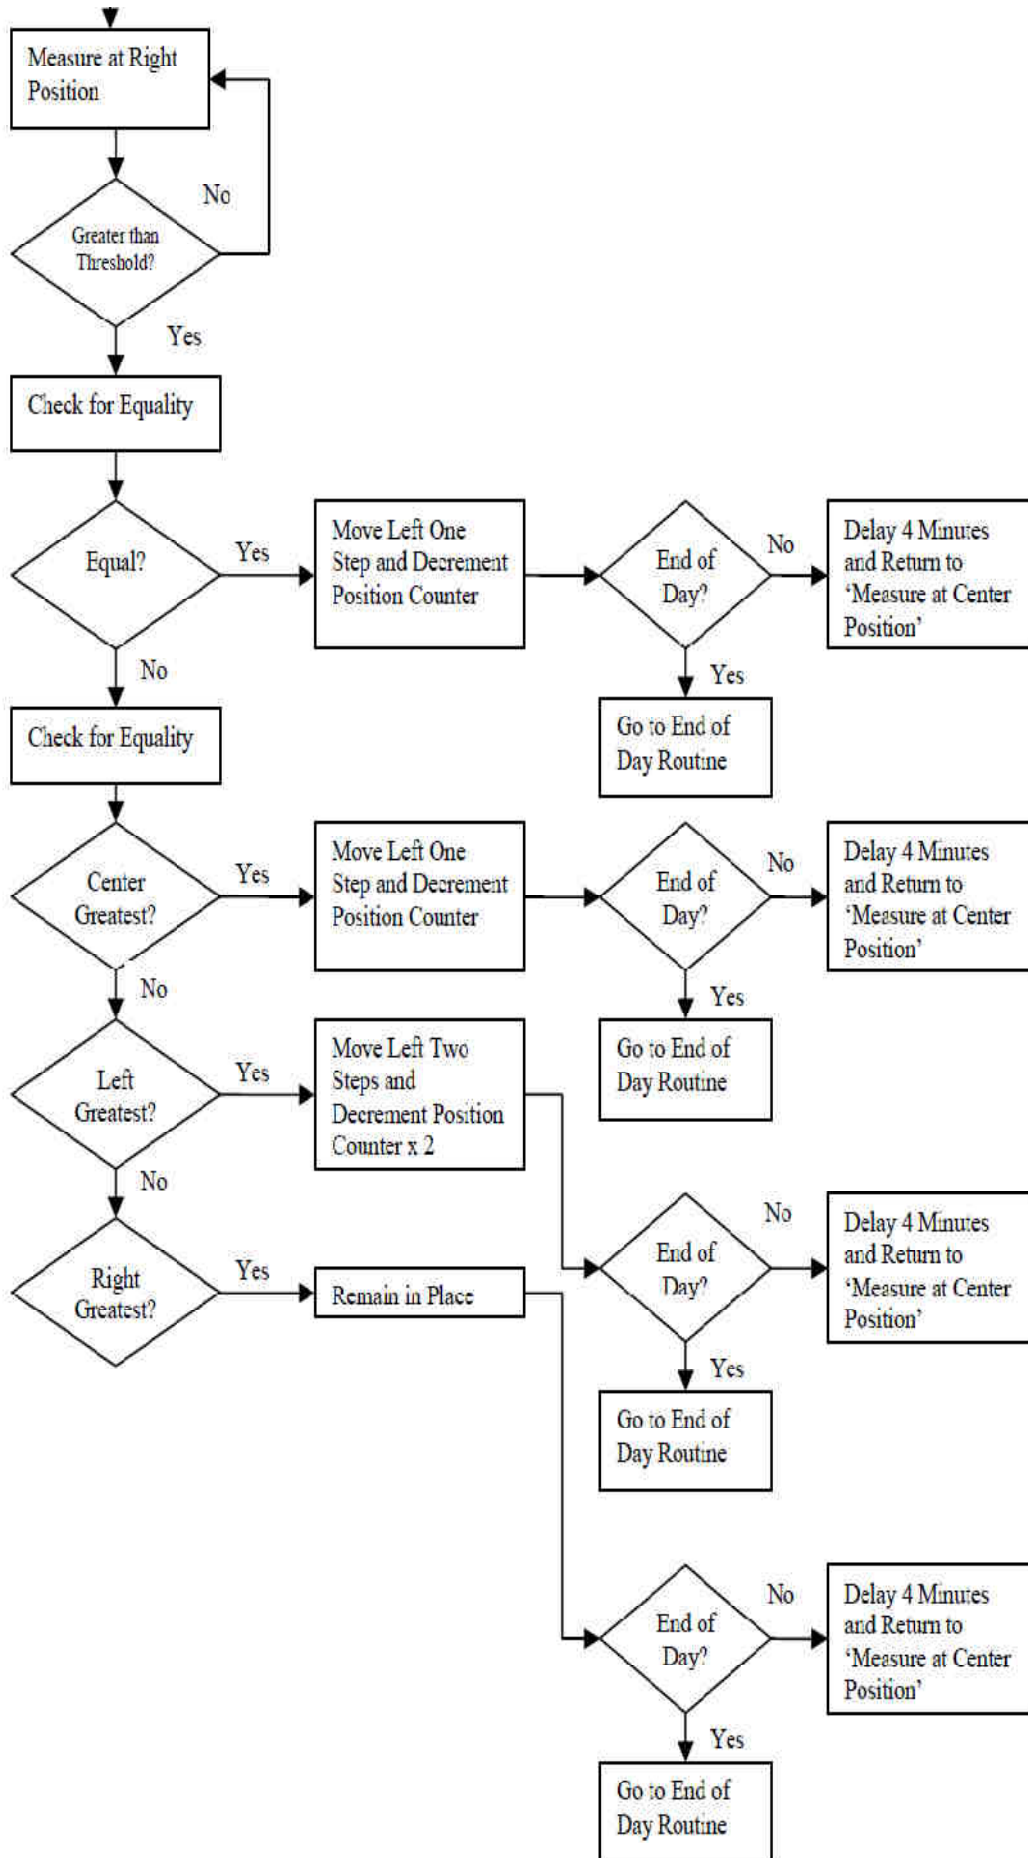 Measure at Right
Position
No
Greater than
Threshold?
Yes
Check for Equality
Equal?
Yes
Move Left One
Step and Decrement
Position Counter
End of
Day?
No
Delay 4 Minutes
and Return to
‘Measure at Center
Position’
No
Yes
Go to End of
Day Routine
Check for Equality
Center
Greatest?
Yes
Move Left One
Step and Decrement
Position Counter
End of
Day?
No
Delay 4 Minutes
and Return to
‘Measure at Center
Position’
No
Yes
Go to End of
Day Routine
Left
Greatest?
Yes
Move Left Two
Steps and
Decrement Position
Counter x 2
No
End of
Day?
No
Delay 4 Minutes
and Return to
‘Measure at Center
Position’
Yes
Go to End of
Day Routine
Right
Greatest?
Yes
Remain in Place
End of
Day?
No
Delay 4 Minutes
and Return to
‘Measure at Center
Position’
Yes
Go to End of
Day Routine